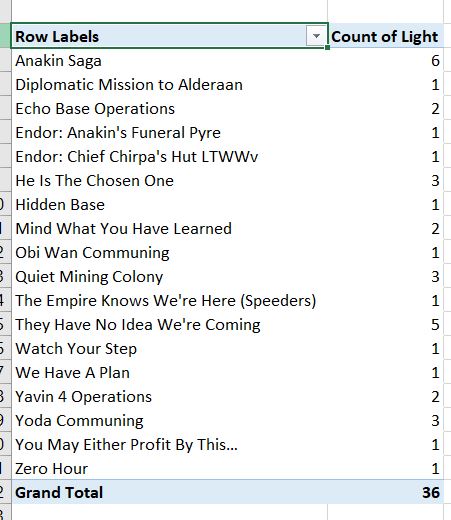 Row Labels Count of Light
Anakin Saga 6
Diplomatic Mission to Alderaan 1
Echo Base Operations 2
Endor: Anakin's Funeral Pyre 1
Endor: Chief Chirpa's Hut LTWWv 1
He Is The Chosen One 3
Hidden Base 1
Mind What You Have Learned 2
Obi Wan Communing 1
Quiet Mining Colony 3
The Empire Knows We're Here (Speeders) 1
They Have No Idea We're Coming 5
Watch Your Step 1
We Have A Plan 1
Yavin 4 Operations 2
Yoda Communing 3
You May Either Profit By This... 1
Zero Hour 1
Grand Total 36